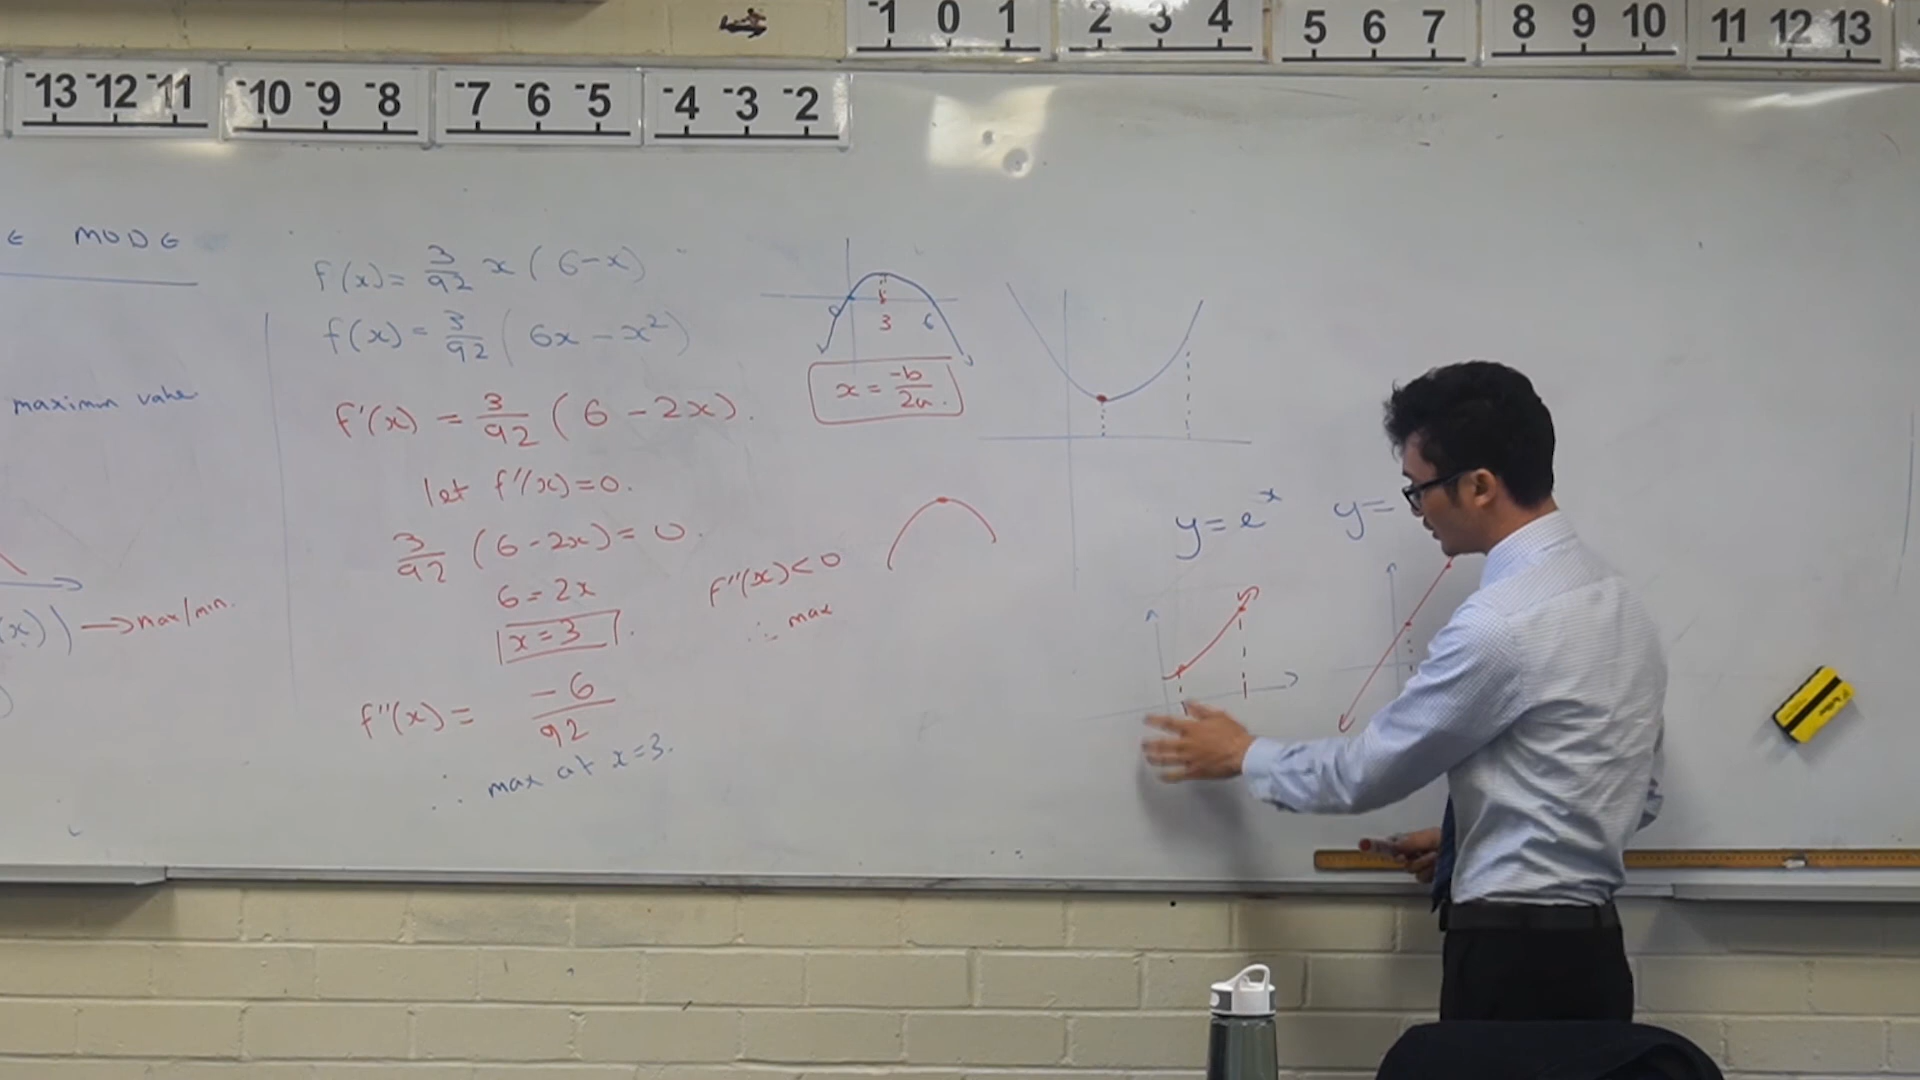 -1 0 1 2 3 4 5 6 7 8 9 10 11 12 13
-13 -12 -11 -10 -9 -8 -7 -6 -5 -4 -3 -2
E MODE
maximum value
(x)) → max/min.
f(x) = 3/92 x (6-x)
f(x) = 3/92 (6x - x²)
f'(x) = 3/92 (6 - 2x).
let f'(x) = 0.
3/92 (6 - 2x) = 0.
6 = 2x
x = 3.
f''(x) = -6/92
∴ max at x = 3.
0 3 6
x = -b/2a.
f''(x) < 0
∴ max
y = e^x
y =